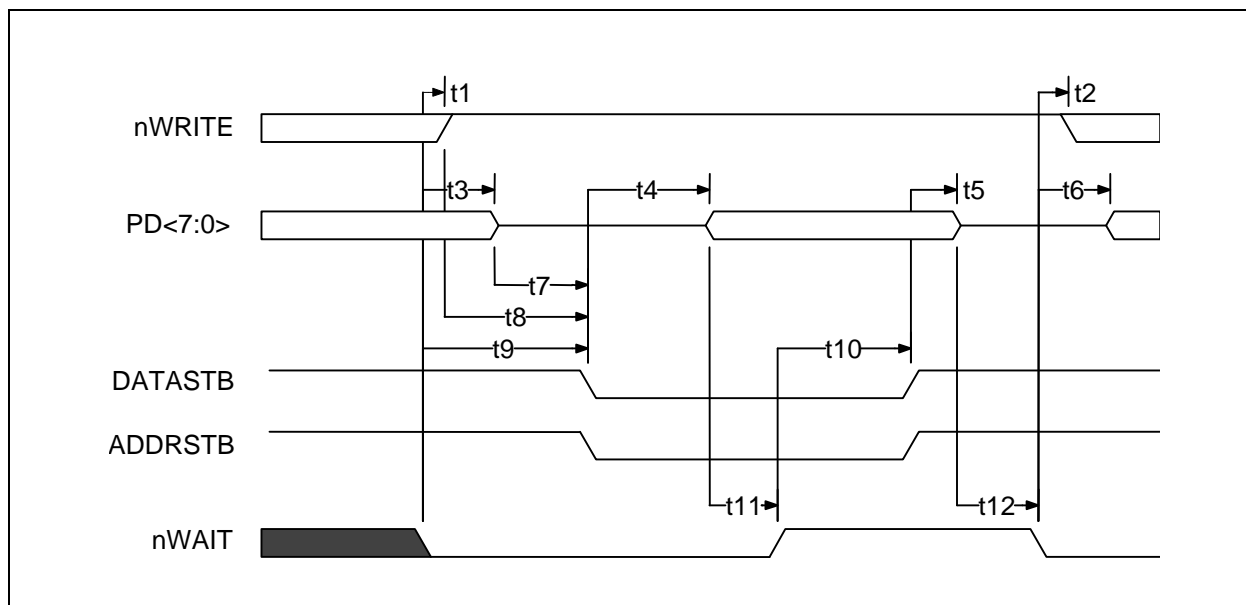 t1 t2
nWRITE
t3 t4 t5 t6
PD<7:0>
t7
t8
t9 t10
DATASTB
ADDRSTB
t11 t12
nWAIT